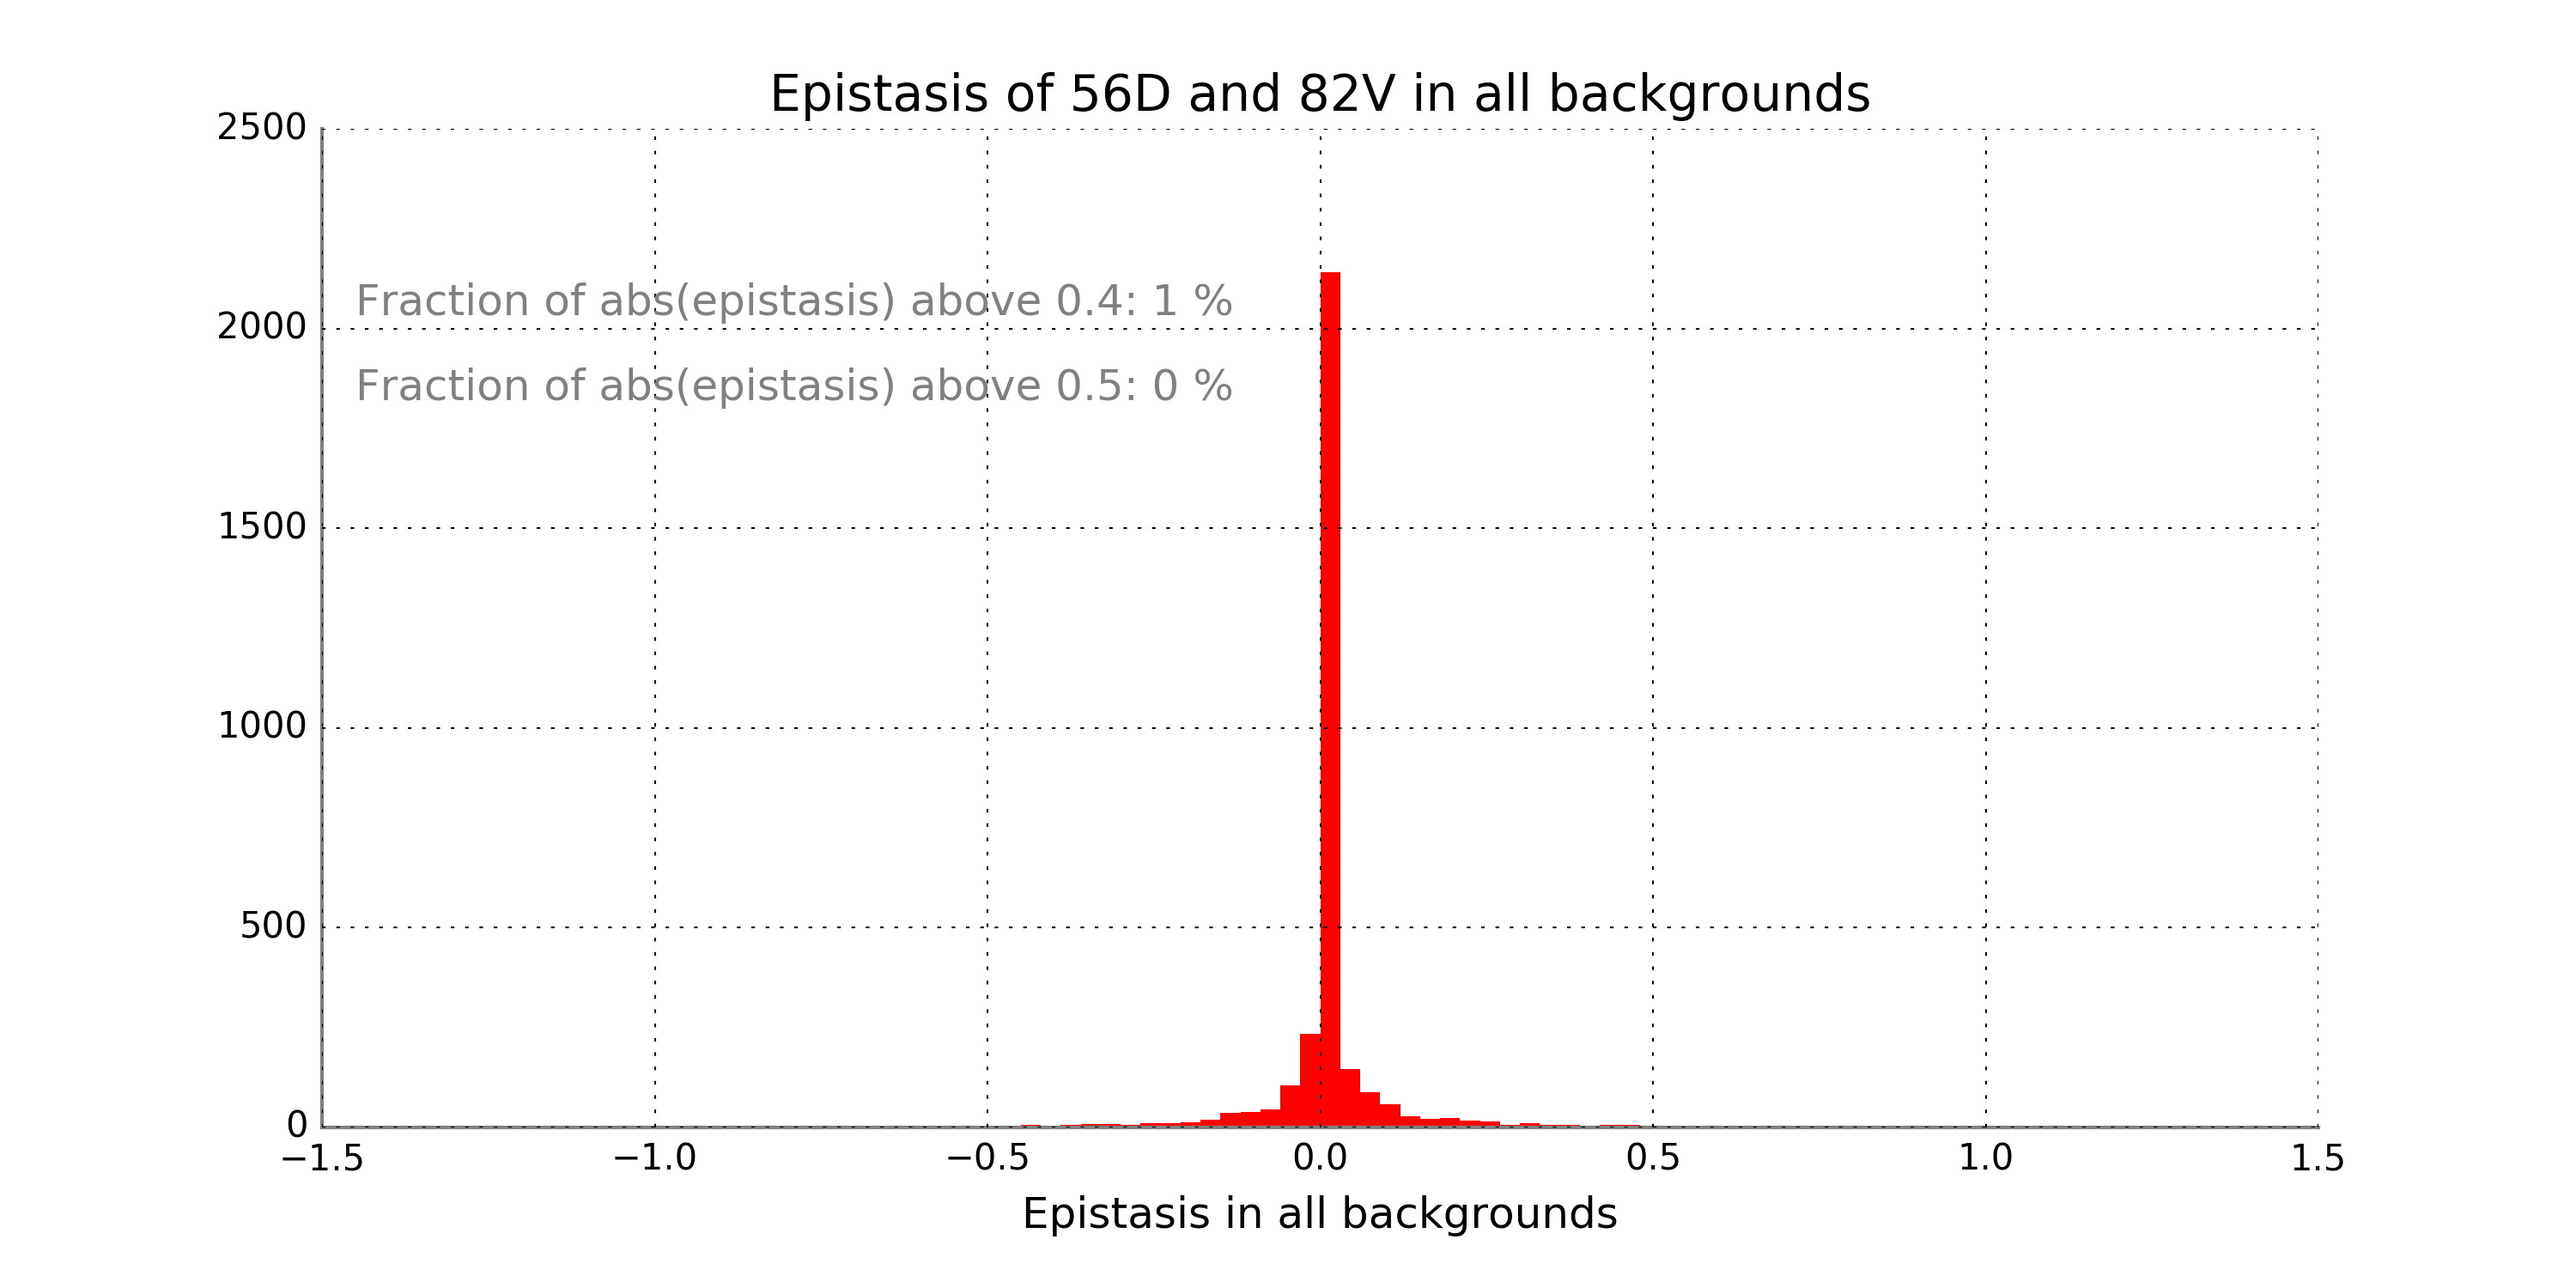 Epistasis of 56D and 82V in all backgrounds
2500
2000
1500
1000
500
0
Fraction of abs(epistasis) above 0.4: 1 %
Fraction of abs(epistasis) above 0.5: 0 %
−1.5 −1.0 −0.5 0.0 0.5 1.0 1.5
Epistasis in all backgrounds